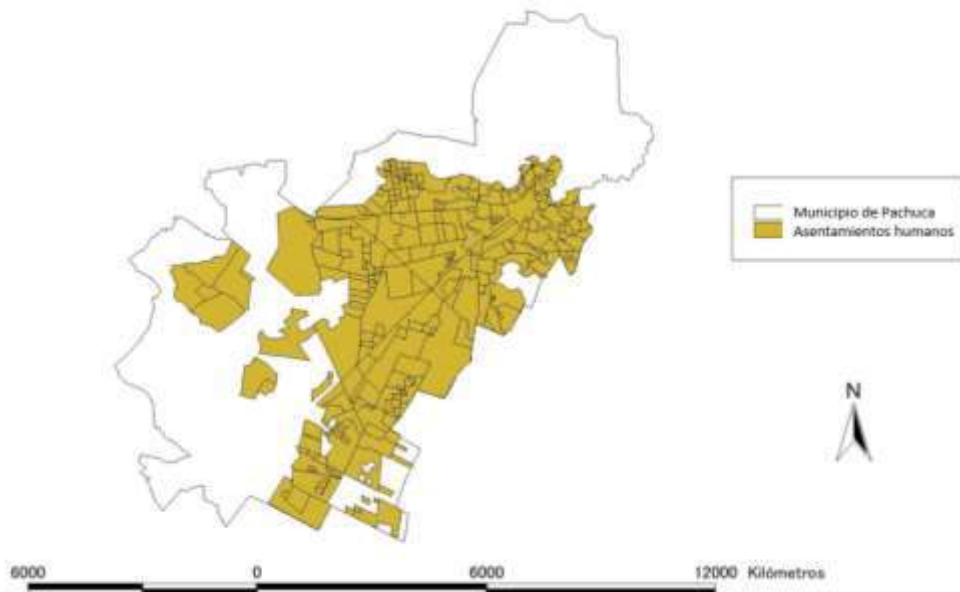 Municipio de Pachuca
Asentamientos humanos
N
6000 0 6000 12000 Kilómetros